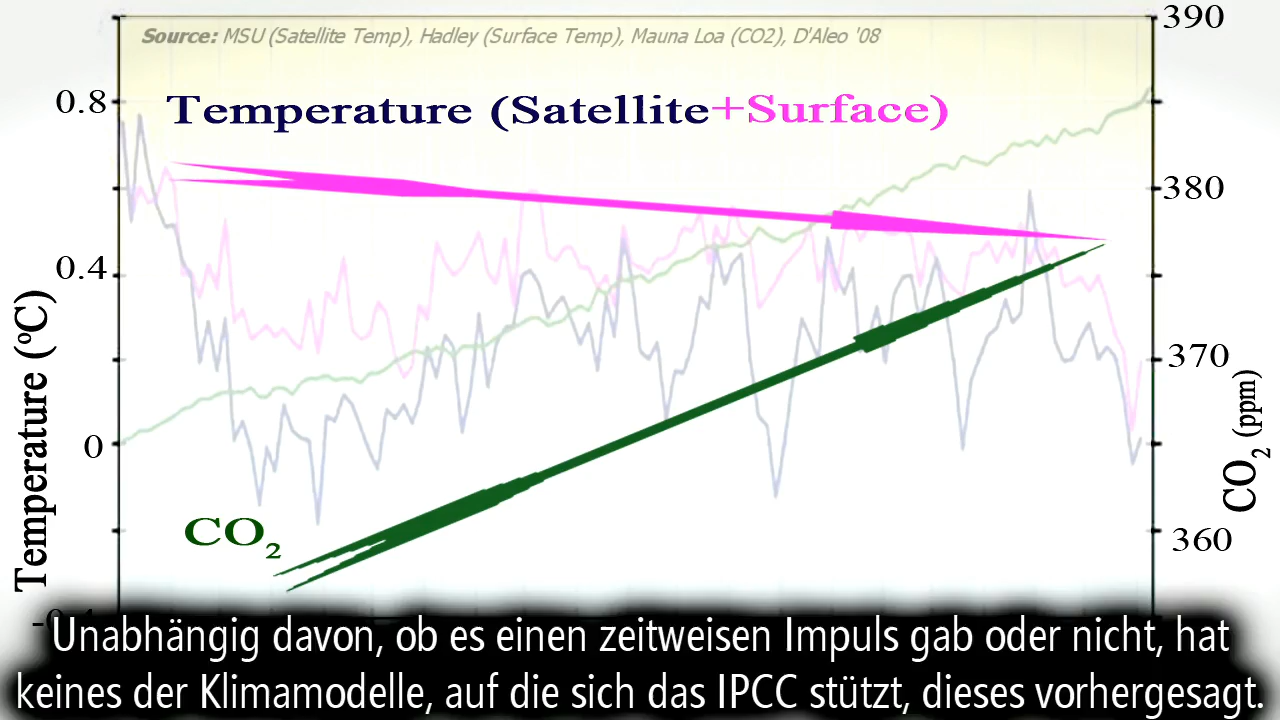 390
Source: MSU (Satellite Temp), Hadley (Surface Temp), Mauna Loa (CO2), D'Aleo '08
0.8
Temperature (Satellite+Surface)
380
0.4
Temperature (ºC)
370
0
CO2 (ppm)
CO2
360
-0.4
Unabhängig davon, ob es einen zeitweisen Impuls gab oder nicht, hat
keines der Klimamodelle, auf die sich das IPCC stützt, dieses vorhergesagt.